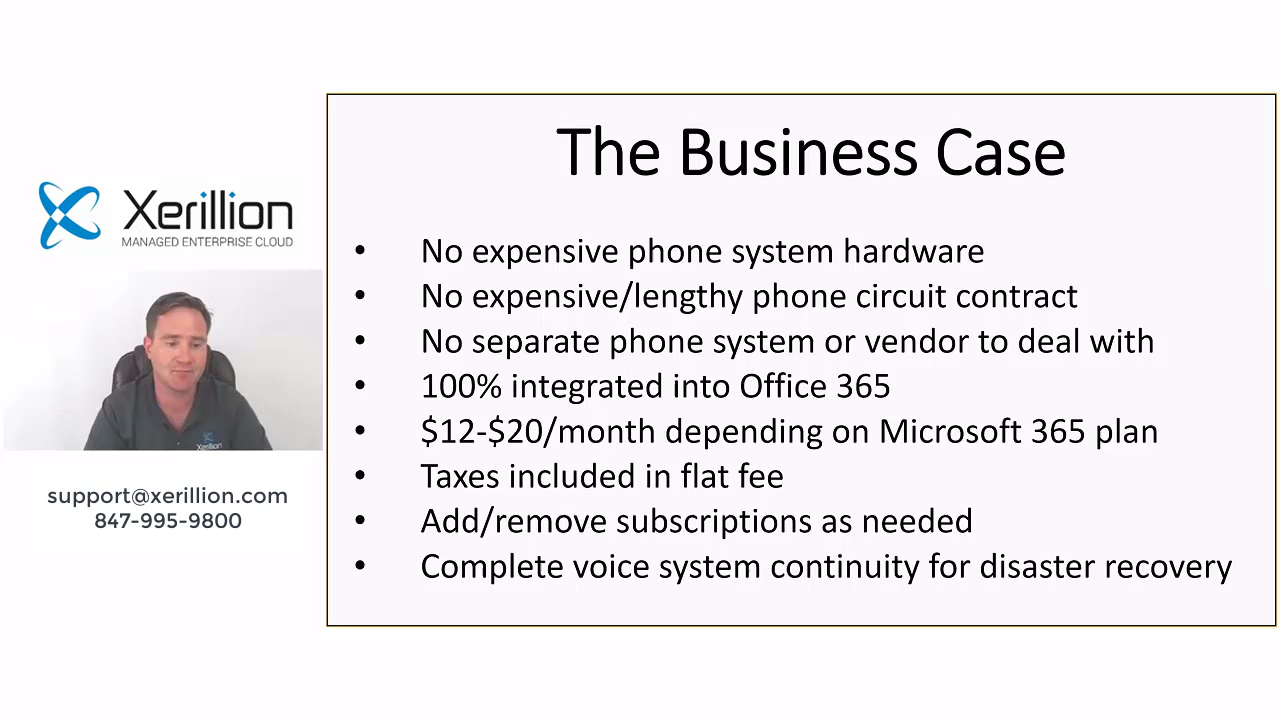 Xerillion
MANAGED ENTERPRISE CLOUD
support@xerillion.com
847-995-9800
The Business Case
• No expensive phone system hardware
• No expensive/lengthy phone circuit contract
• No separate phone system or vendor to deal with
• 100% integrated into Office 365
• $12-$20/month depending on Microsoft 365 plan
• Taxes included in flat fee
• Add/remove subscriptions as needed
• Complete voice system continuity for disaster recovery
Xerillion